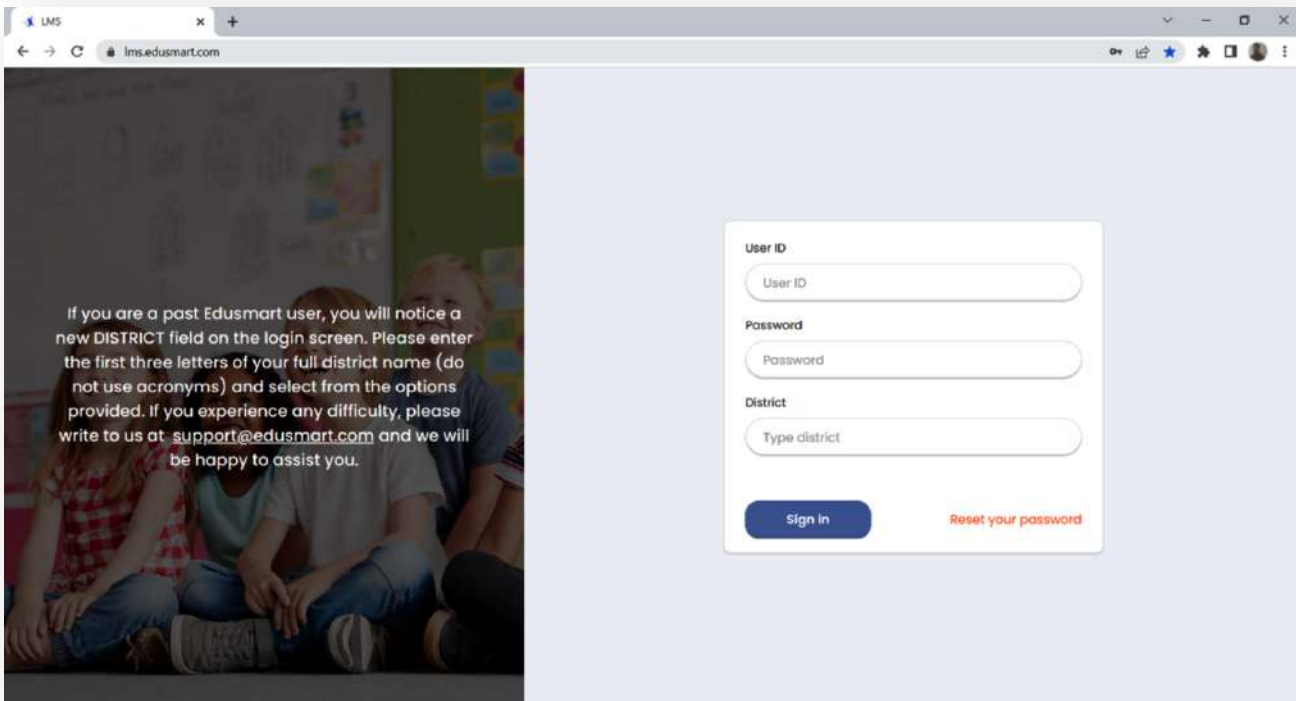 LMS
lms.edusmart.com
If you are a past Edusmart user, you will notice a
new DISTRICT field on the login screen. Please enter
the first three letters of your full district name (do
not use acronyms) and select from the options
provided. If you experience any difficulty, please
write to us at support@edusmart.com and we will
be happy to assist you.
User ID
User ID
Password
Password
District
Type district
Sign in
Reset your password